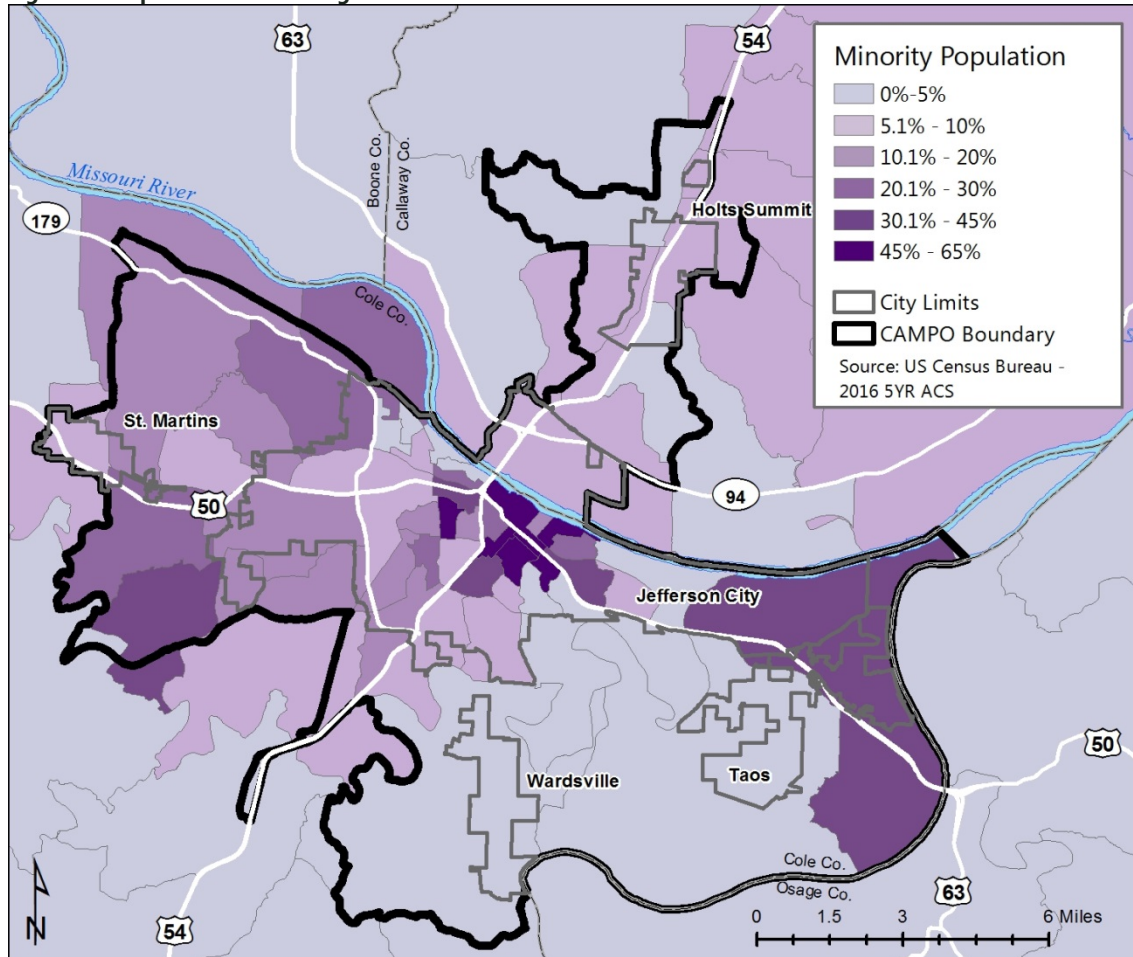 63
54
Minority Population
0%-5%
5.1% - 10%
10.1% - 20%
20.1% - 30%
30.1% - 45%
45% - 65%
City Limits
CAMPO Boundary
Source: US Census Bureau -
2016 5YR ACS
Missouri River
Boone Co.
Callaway Co.
179
Holts Summit
Cole Co.
St. Martins
50
94
Jefferson City
Wardsville
Taos
50
Cole Co.
Osage Co.
63
54
N
0 1.5 3 6 Miles